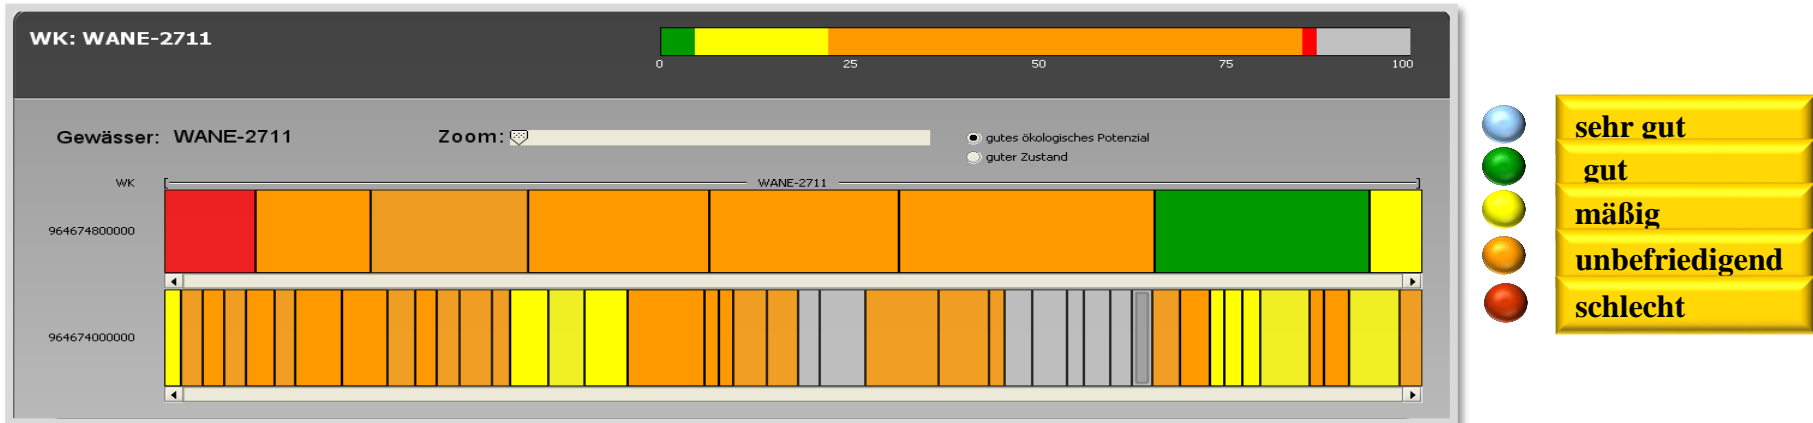 WK: WANE-2711
0 25 50 75 100
Gewässer: WANE-2711 Zoom:
gutes ökologisches Potenzial
guter Zustand
WK [ WANE-2711 ]
964674800000
964674000000
sehr gut
gut
mäßig
unbefriedigend
schlecht